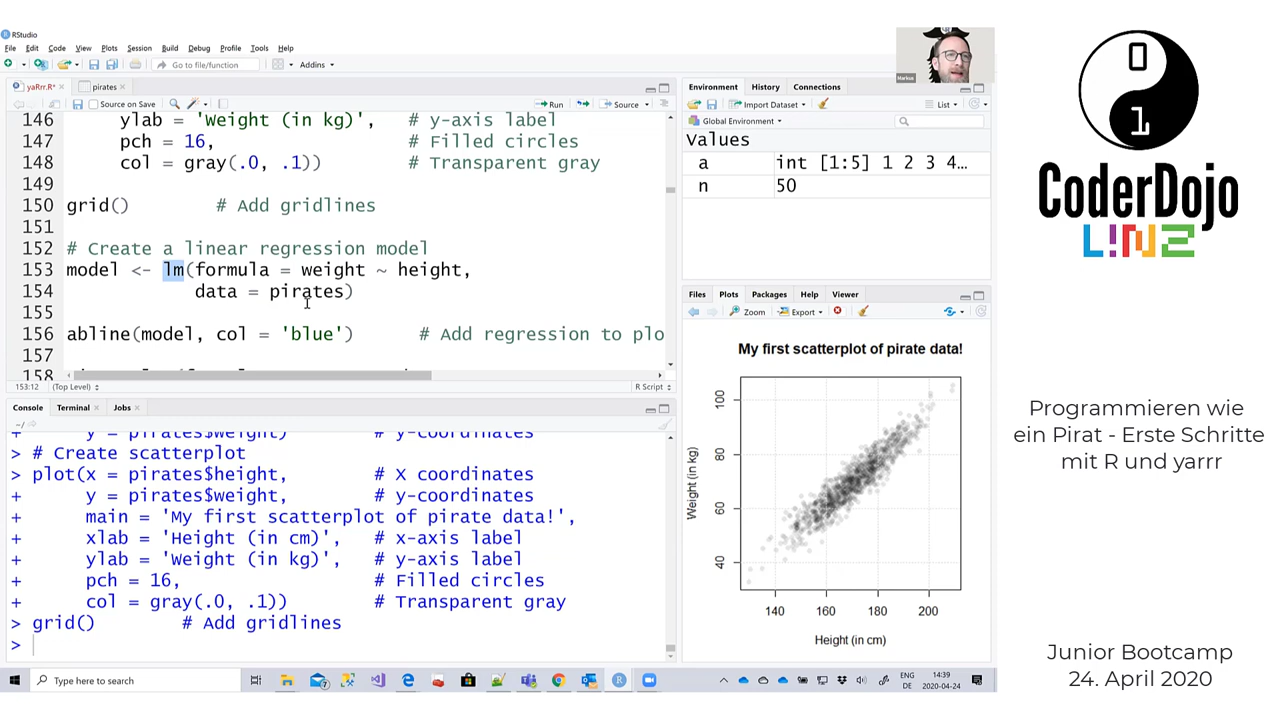 RStudio
File Edit Code View Plots Session Build Debug Profile Tools Help
Go to file/function Addins
Markus
yaRrr.R* pirates
Source on Save Run Source
146 ylab = 'Weight (in kg)', # y-axis label
147 pch = 16, # Filled circles
148 col = gray(.0, .1)) # Transparent gray
149
150 grid() # Add gridlines
151
152 # Create a linear regression model
153 model <- lm(formula = weight ~ height,
154 data = pirates)
155
156 abline(model, col = 'blue') # Add regression to plo
157
158
153:12 (Top Level) R Script
Console Terminal Jobs
~/
+ y = pirates$weight) # y-coordinates
> # Create scatterplot
> plot(x = pirates$height, # X coordinates
+ y = pirates$weight, # y-coordinates
+ main = 'My first scatterplot of pirate data!',
+ xlab = 'Height (in cm)', # x-axis label
+ ylab = 'Weight (in kg)', # y-axis label
+ pch = 16, # Filled circles
+ col = gray(.0, .1)) # Transparent gray
> grid() # Add gridlines
>
Environment History Connections
Import Dataset List
Global Environment
Values
a int [1:5] 1 2 3 4…
n 50
Files Plots Packages Help Viewer
Zoom Export
My first scatterplot of pirate data!
Weight (in kg)
100
80
60
40
140 160 180 200
Height (in cm)
Type here to search
ENG
DE
14:39
2020-04-24
0
1
CoderDojo
L!NZ
Programmieren wie
ein Pirat - Erste Schritte
mit R und yarrr
Junior Bootcamp
24. April 2020